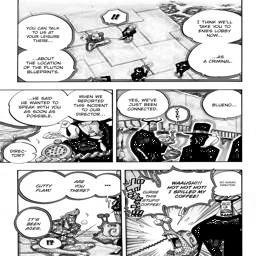 I THINK WE'LL
TAKE YOU TO
ENIES LOBBY
NOW...
...AS
A CRIMINAL.
!!
YOU CAN
TALK TO
US AT
YOUR LEISURE
THERE...
...ABOUT
THE LOCATION
OF THE
PLUTON
BLUEPRINTS.
BLUENO.
YES, WE'VE
JUST BEEN
CONNECTED.
WHEN WE
REPORTED
THIS INCIDENT
TO OUR
DIRECTOR...
...HE SAID
HE WANTED TO
SPEAK WITH YOU
AS SOON AS
POSSIBLE.
DIREC-
TOR?
WAAUGH!!!
HOT HOT HOT!
I SPILLED MY
COFFEE!
CURSE
THIS
STUPID
COFFEE!
ARE
YOU
THERE?
...
CUTTY
FLAM!
IT'S
BEEN
AGES.
!?